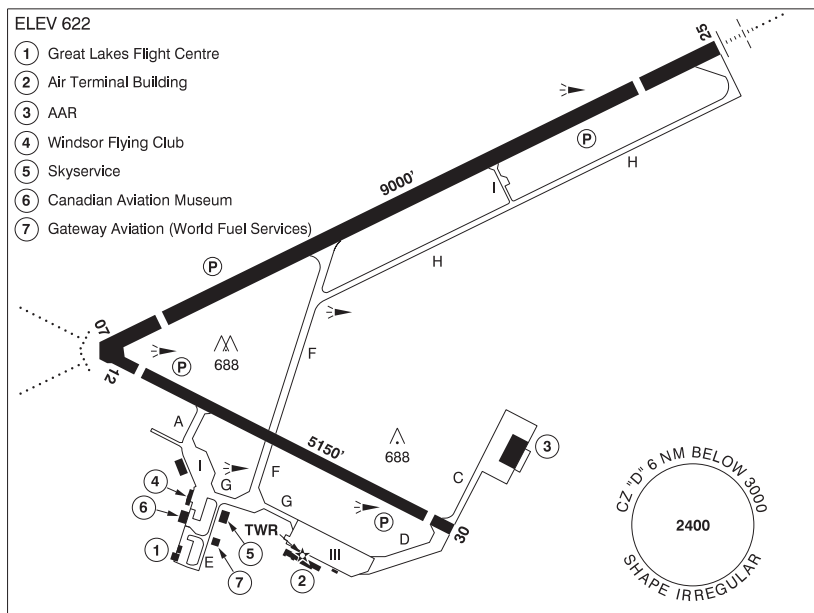 ELEV 622
1 Great Lakes Flight Centre
2 Air Terminal Building
3 AAR
4 Windsor Flying Club
5 Skyservice
6 Canadian Aviation Museum
7 Gateway Aviation (World Fuel Services)
25
P
H
I
9000'
H
P
07
12
P
688
F
A
5150'
688
3
C
I
G
F
G
4
6
P
30
D
TWR
III
1
E
5
7
2
CZ "D" 6 NM BELOW 3000
2400
SHAPE IRREGULAR